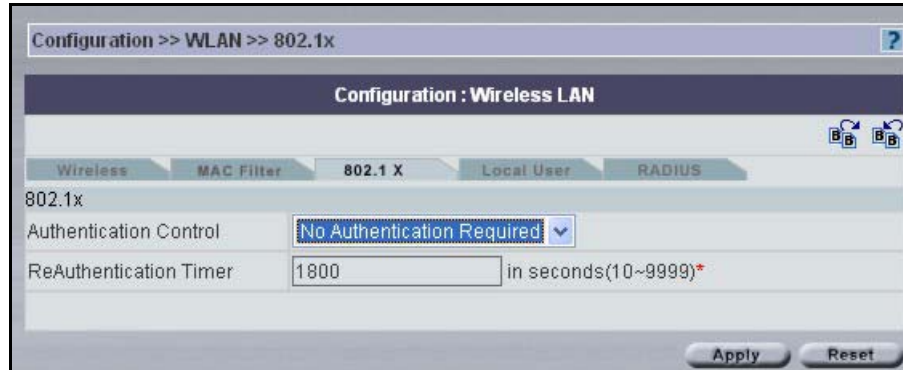 Configuration >> WLAN >> 802.1x ?
Configuration : Wireless LAN
B B B B
Wireless MAC Filter 802.1 X Local User RADIUS
802.1x
Authentication Control No Authentication Required
ReAuthentication Timer 1800 in seconds(10~9999)*
Apply Reset